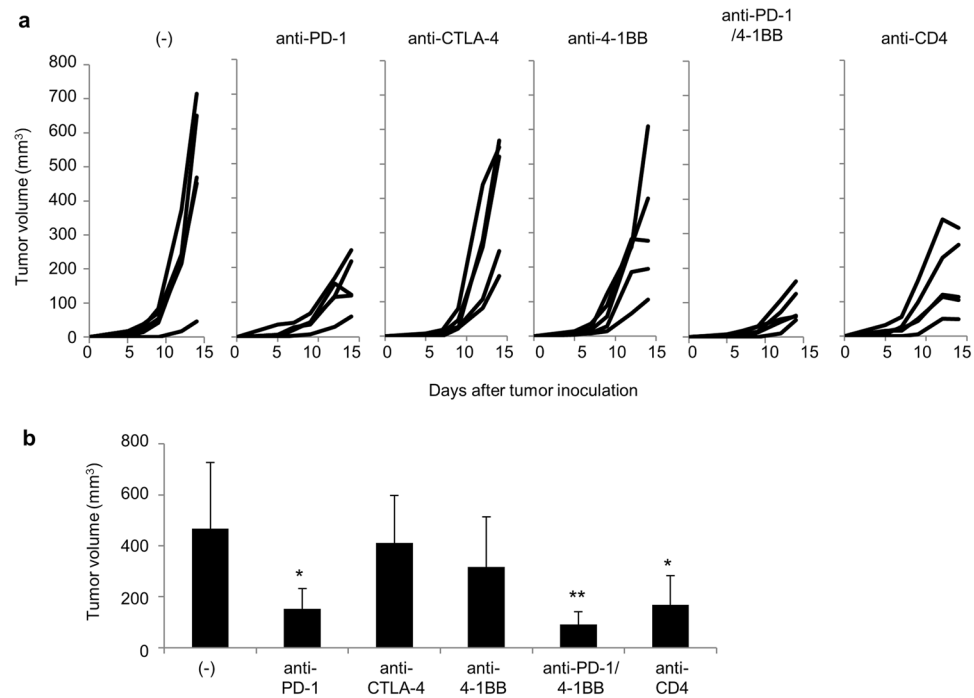 a
(-)
anti-PD-1
anti-CTLA-4
anti-4-1BB
anti-PD-1
/4-1BB
anti-CD4
Tumor volume (mm3)
800
700
600
500
400
300
200
100
0
0 5 10 15
0 5 10 15
0 5 10 15
0 5 10 15
0 5 10 15
0 5 10 15
Days after tumor inoculation
b
Tumor volume (mm3)
800
600
400
200
0
*
**
*
(-)
anti-
PD-1
anti-
CTLA-4
anti-
4-1BB
anti-PD-1/
4-1BB
anti-
CD4